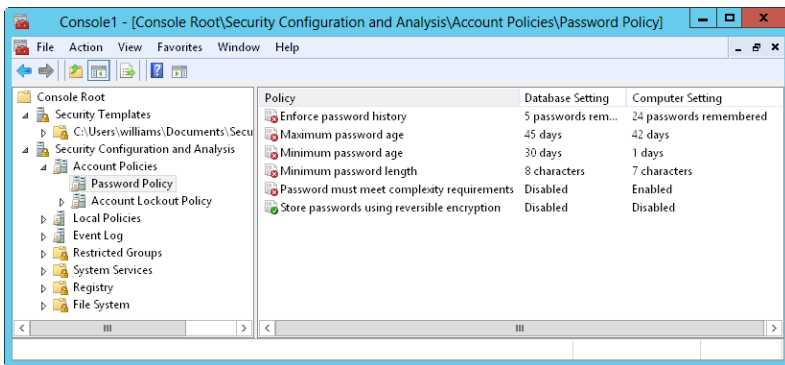 Console1 - [Console Root\Security Configuration and Analysis\Account Policies\Password Policy]
File Action View Favorites Window Help
Console Root
Security Templates
C:\Users\williams\Documents\Secu
Security Configuration and Analysis
Account Policies
Password Policy
Account Lockout Policy
Local Policies
Event Log
Restricted Groups
System Services
Registry
File System
Policy Database Setting Computer Setting
Enforce password history 5 passwords rem... 24 passwords remembered
Maximum password age 45 days 42 days
Minimum password age 30 days 1 days
Minimum password length 8 characters 7 characters
Password must meet complexity requirements Disabled Enabled
Store passwords using reversible encryption Disabled Disabled